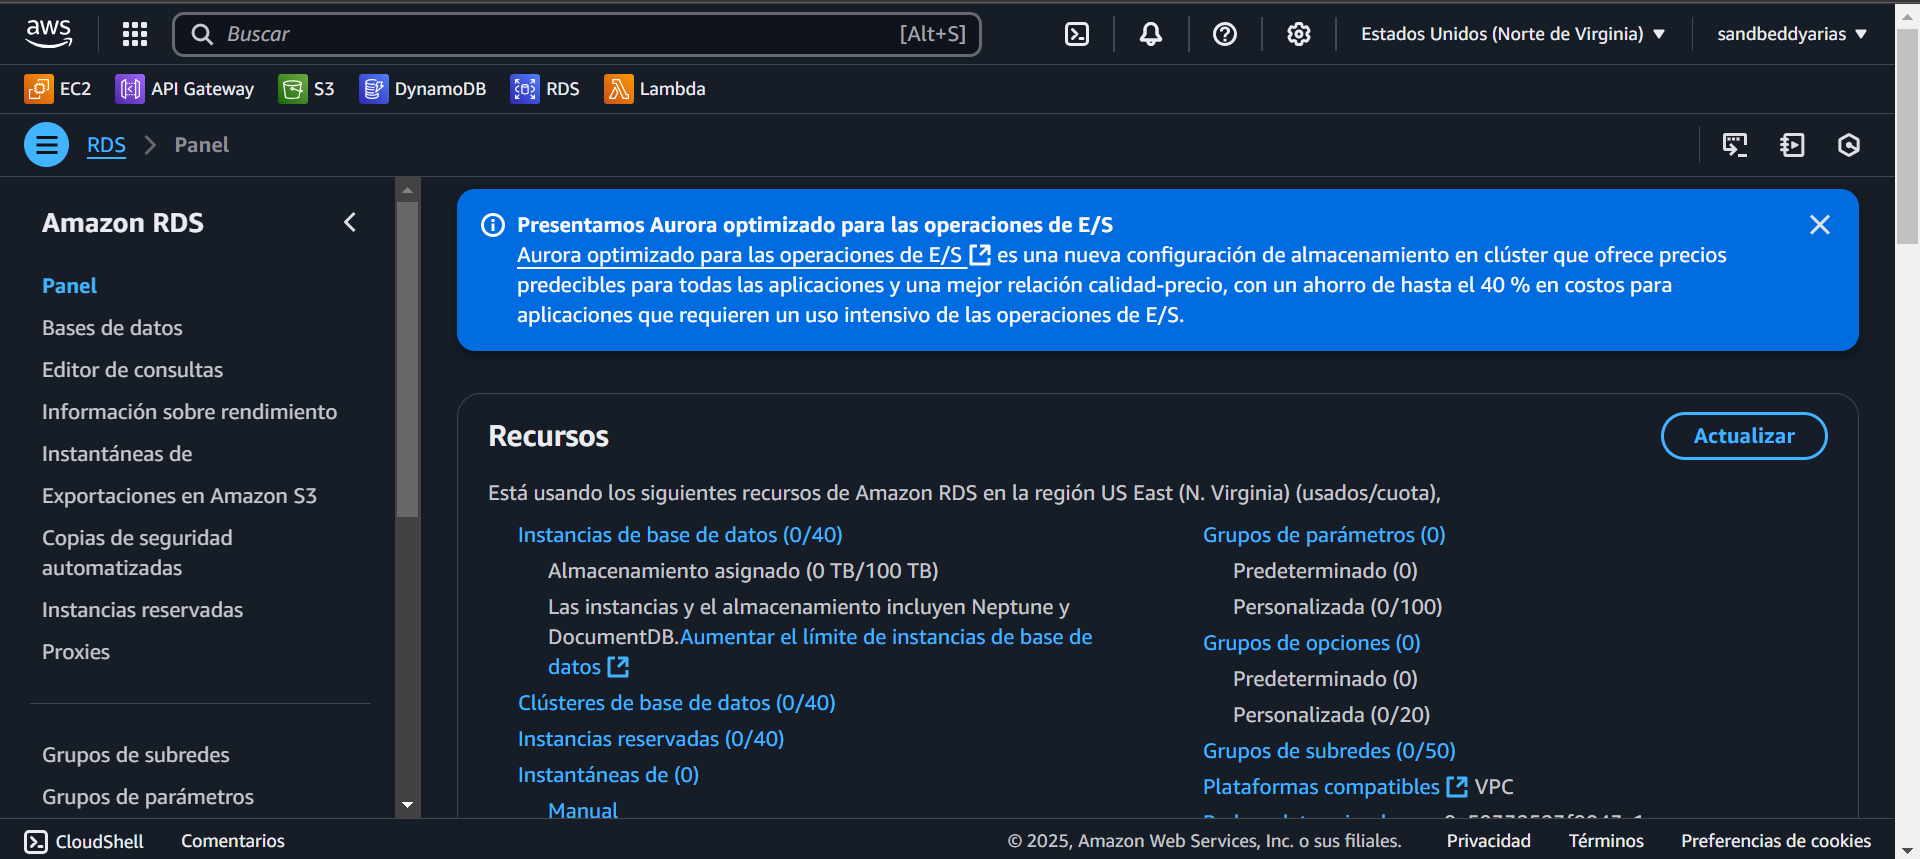 aws
Buscar [Alt+S]
Estados Unidos (Norte de Virginia)
sandbeddyarias
EC2 API Gateway S3 DynamoDB RDS Lambda
RDS Panel
Amazon RDS
Panel
Bases de datos
Editor de consultas
Información sobre rendimiento
Instantáneas de
Exportaciones en Amazon S3
Copias de seguridad
automatizadas
Instancias reservadas
Proxies
Grupos de subredes
Grupos de parámetros
Presentamos Aurora optimizado para las operaciones de E/S
Aurora optimizado para las operaciones de E/S es una nueva configuración de almacenamiento en clúster que ofrece precios
predecibles para todas las aplicaciones y una mejor relación calidad-precio, con un ahorro de hasta el 40 % en costos para
aplicaciones que requieren un uso intensivo de las operaciones de E/S.
Recursos
Actualizar
Está usando los siguientes recursos de Amazon RDS en la región US East (N. Virginia) (usados/cuota),
Instancias de base de datos (0/40)
Almacenamiento asignado (0 TB/100 TB)
Las instancias y el almacenamiento incluyen Neptune y
DocumentDB.Aumentar el límite de instancias de base de
datos
Clústeres de base de datos (0/40)
Instancias reservadas (0/40)
Instantáneas de (0)
Manual
Grupos de parámetros (0)
Predeterminado (0)
Personalizada (0/100)
Grupos de opciones (0)
Predeterminado (0)
Personalizada (0/20)
Grupos de subredes (0/50)
Plataformas compatibles VPC
CloudShell Comentarios
© 2025, Amazon Web Services, Inc. o sus filiales. Privacidad Términos Preferencias de cookies